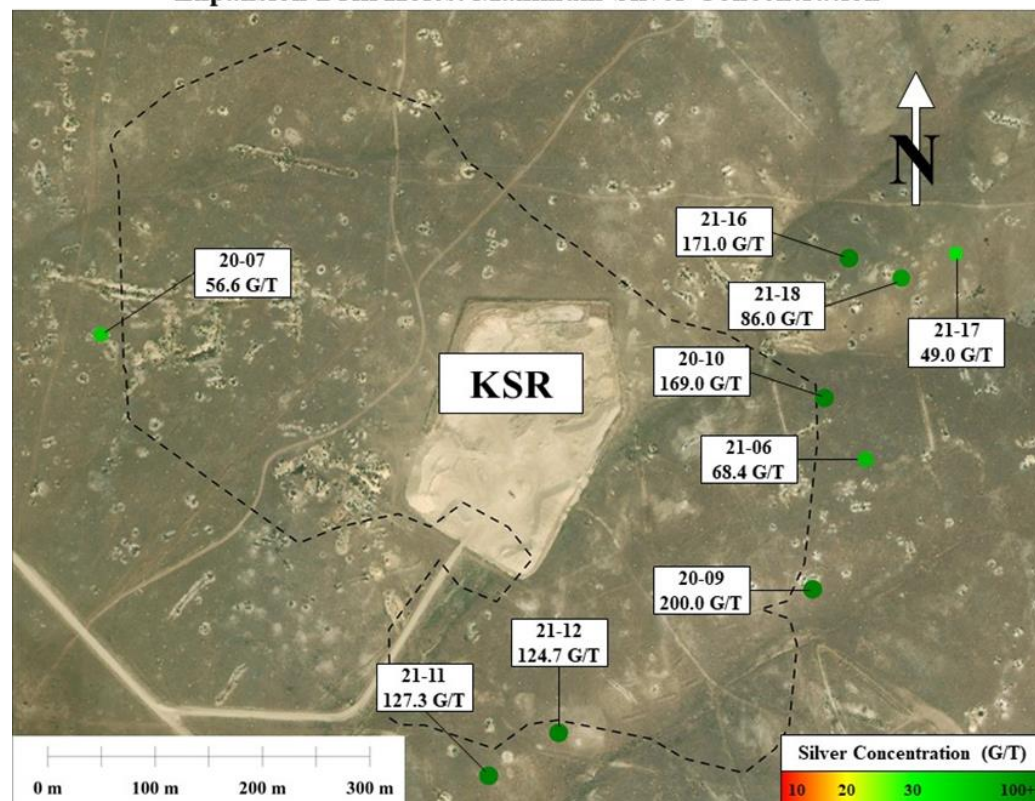 Expansion Drill Holes: Maximum Silver Concentration
N
21-16
171.0 G/T
20-07
56.6 G/T
21-18
86.0 G/T
21-17
49.0 G/T
20-10
169.0 G/T
KSR
21-06
68.4 G/T
20-09
200.0 G/T
21-12
124.7 G/T
21-11
127.3 G/T
0 m
100 m
200 m
300 m
Silver Concentration (G/T)
10 20 30 100%